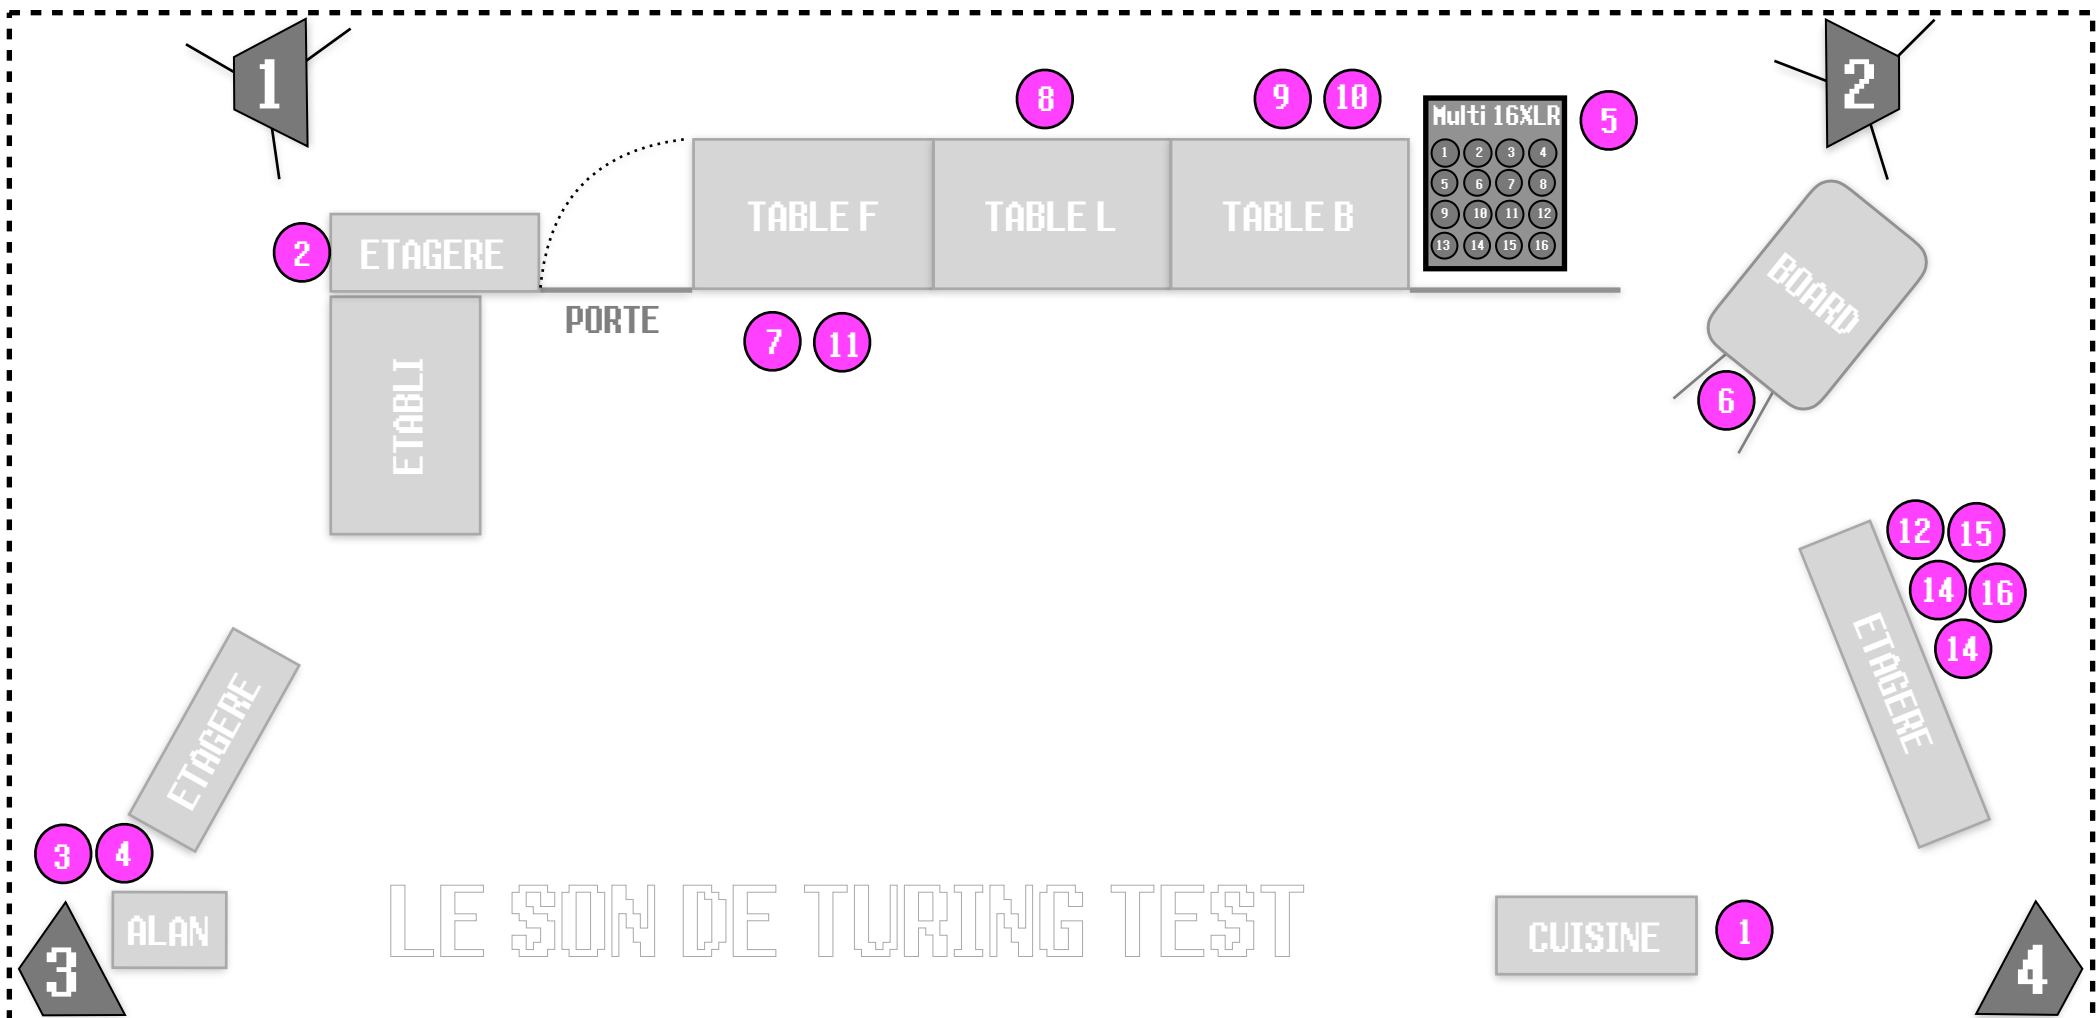 1
2
8
9
10
5
Multi 16XLR
1 2 3 4
5 6 7 8
9 10 11 12
13 14 15 16
TABLE F
TABLE L
TABLE B
2
ETAGERE
PORTE
BOARD
7
11
6
ETABLI
12
15
14
16
14
ETAGERE
ETAGERE
3
4
ALAN
3
LE SON DE TURING TEST
CUISINE
1
4